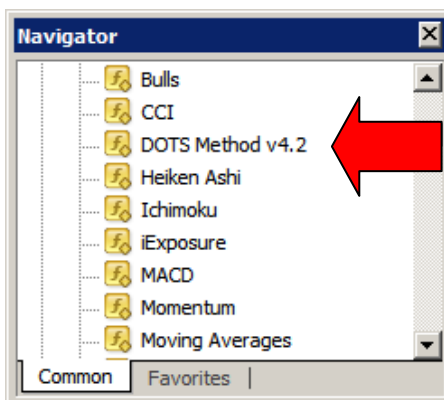 Navigator
Bulls
CCI
DOTS Method v4.2
Heiken Ashi
Ichimoku
iExposure
MACD
Momentum
Moving Averages
Common Favorites